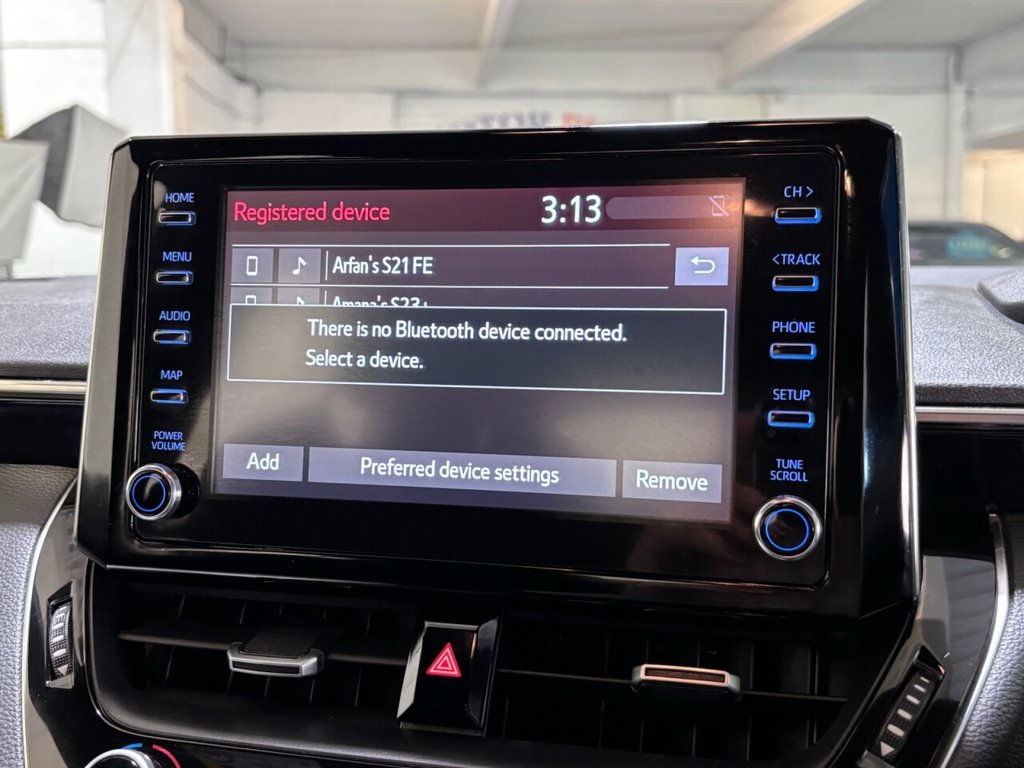 HOME
MENU
AUDIO
MAP
POWER
VOLUME
Registered device
3:13
Arfan's S21 FE
There is no Bluetooth device connected.
Select a device.
Add
Preferred device settings
Remove
CH >
<TRACK
PHONE
SETUP
TUNE
SCROLL